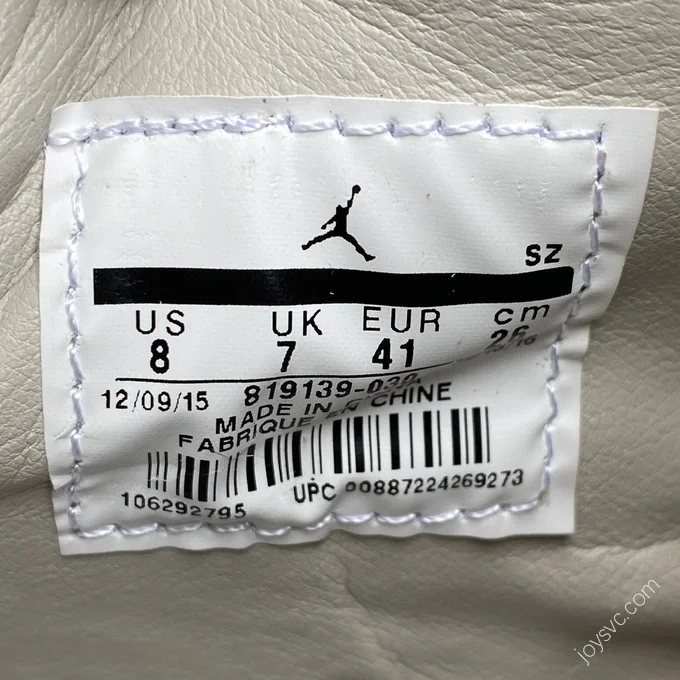 SZ
US UK EUR cm
8 7 41 26
12/09/15 819139-030
MADE IN
FABRIQUE EN CHINE
106292795 UPC 00887224269273
joysvc.com